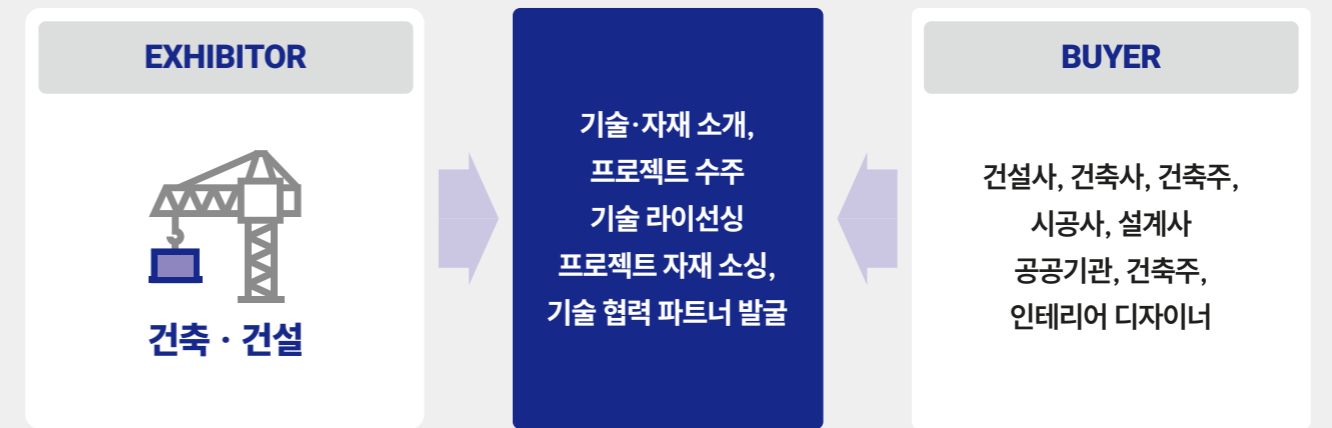 EXHIBITOR
건축 · 건설
기술·자재 소개,
프로젝트 수주
기술 라이선싱
프로젝트 자재 소싱,
기술 협력 파트너 발굴
BUYER
건설사, 건축사, 건축주,
시공사, 설계사
공공기관, 건축주,
인테리어 디자이너